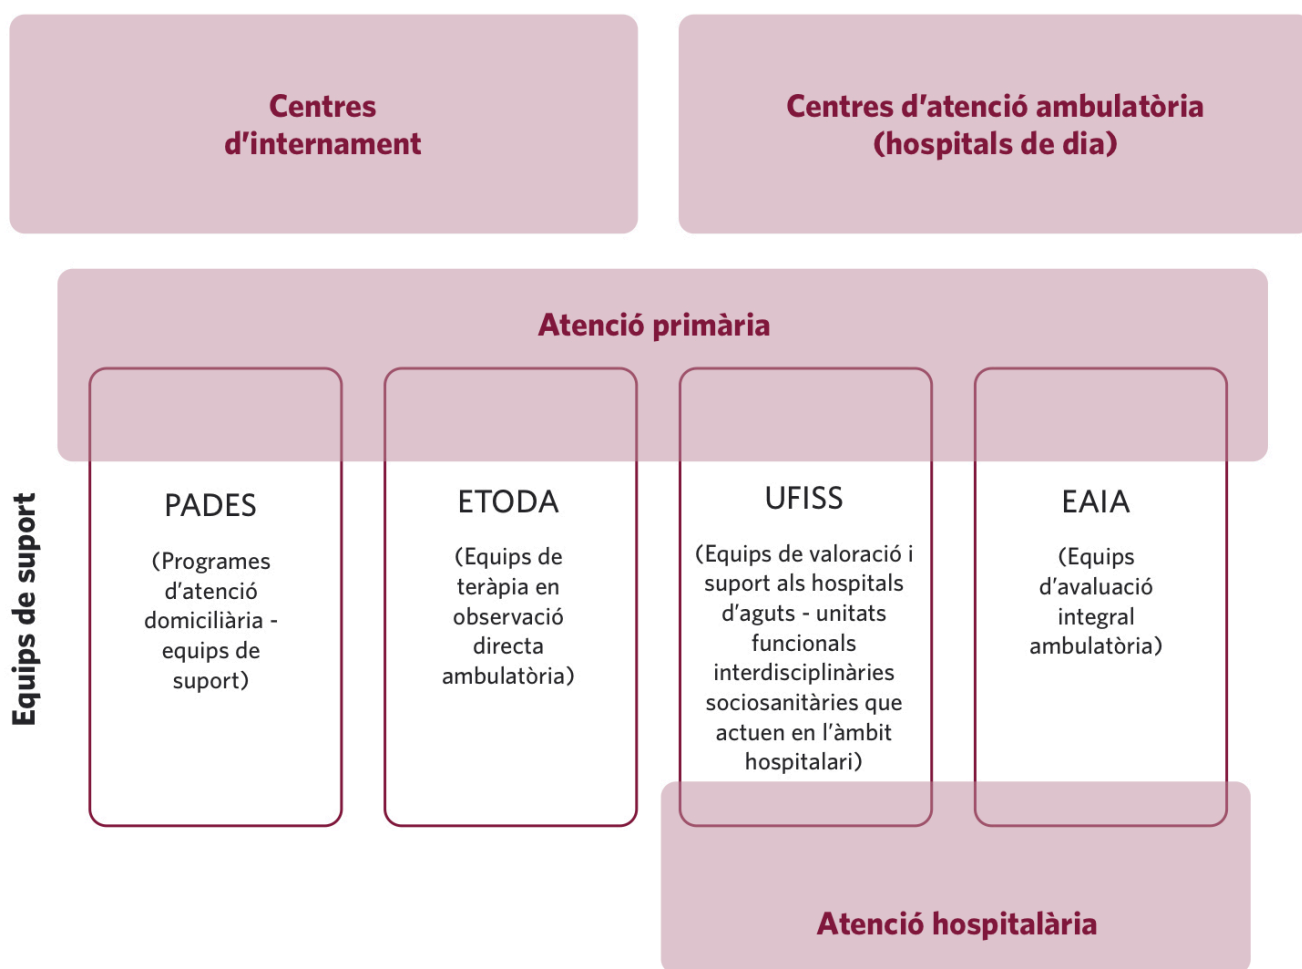 Centres
d'internament
Centres d'atenció ambulatòria
(hospitals de dia)
Atenció primària
Equips de suport
PADES
(Programes
d'atenció
domiciliària -
equips de
suport)
ETODA
(Equips de
teràpia en
observació
directa
ambulatòria)
UFISS
(Equips de valoració i
suport als hospitals
d'aguts - unitats
funcionals
interdisciplinàries
sociosanitàries que
actuen en l'àmbit
hospitalari)
EAIA
(Equips
d'avaluació
integral
ambulatòria)
Atenció hospitalària